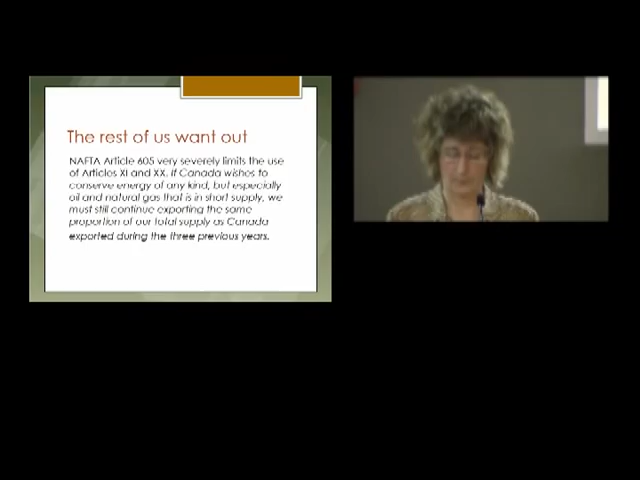 The rest of us want out
NAFTA Article 605 very severely limits the use
of Articles XI and XX. If Canada wishes to
conserve energy of any kind, but especially
oil and natural gas that is in short supply, we
must still continue exporting the same
proportion of our total supply as Canada
exported during the three previous years.